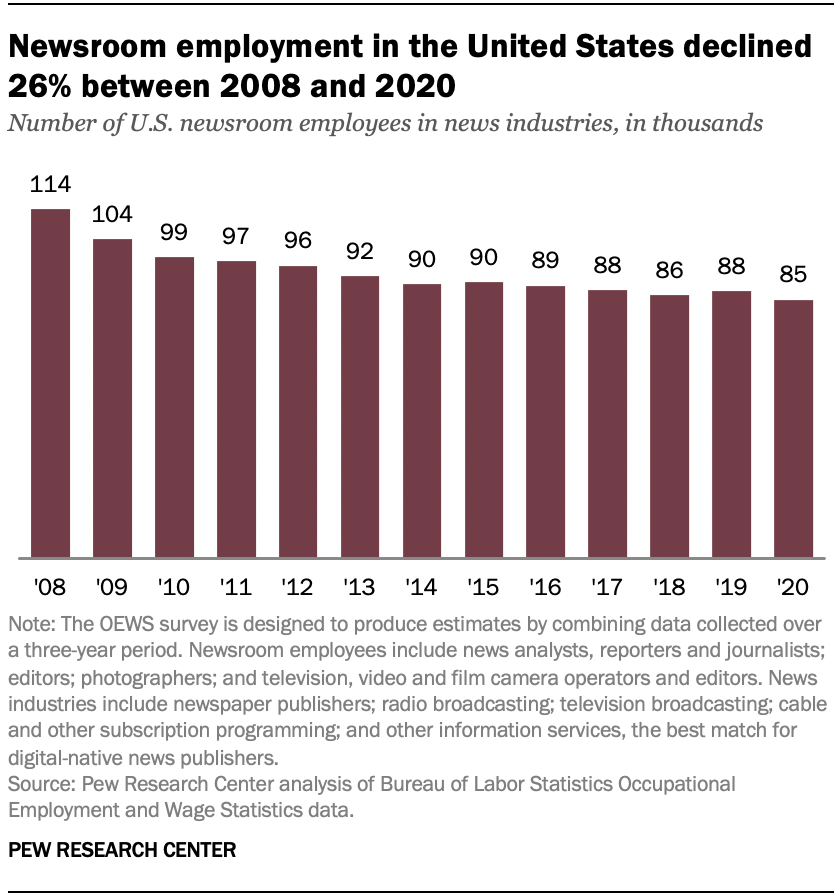 Newsroom employment in the United States declined
26% between 2008 and 2020
Number of U.S. newsroom employees in news industries, in thousands
114
104
99
97
96
92
90
90
89
88
86
88
85
'08 '09 '10 '11 '12 '13 '14 '15 '16 '17 '18 '19 '20
Note: The OEWS survey is designed to produce estimates by combining data collected over
a three-year period. Newsroom employees include news analysts, reporters and journalists;
editors; photographers; and television, video and film camera operators and editors. News
industries include newspaper publishers; radio broadcasting; television broadcasting; cable
and other subscription programming; and other information services, the best match for
digital-native news publishers.
Source: Pew Research Center analysis of Bureau of Labor Statistics Occupational
Employment and Wage Statistics data.
PEW RESEARCH CENTER